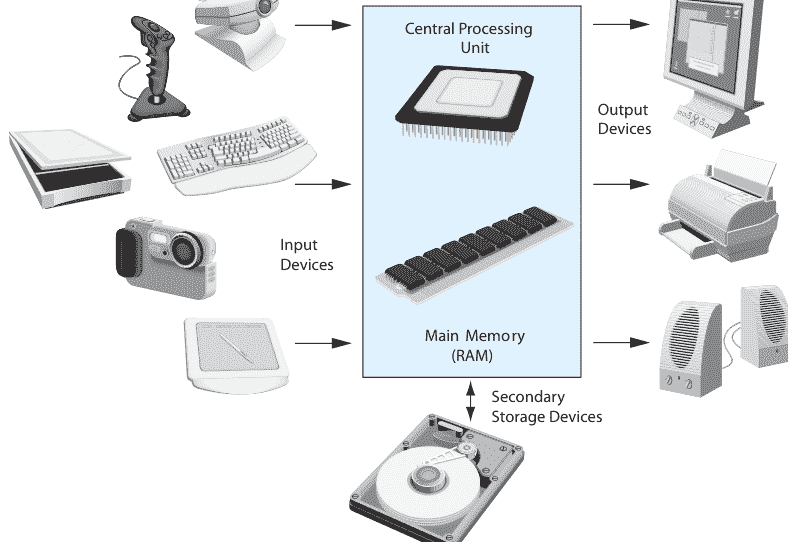 Central Processing
Unit
Output
Devices
Input
Devices
Main Memory
(RAM)
Secondary
Storage Devices